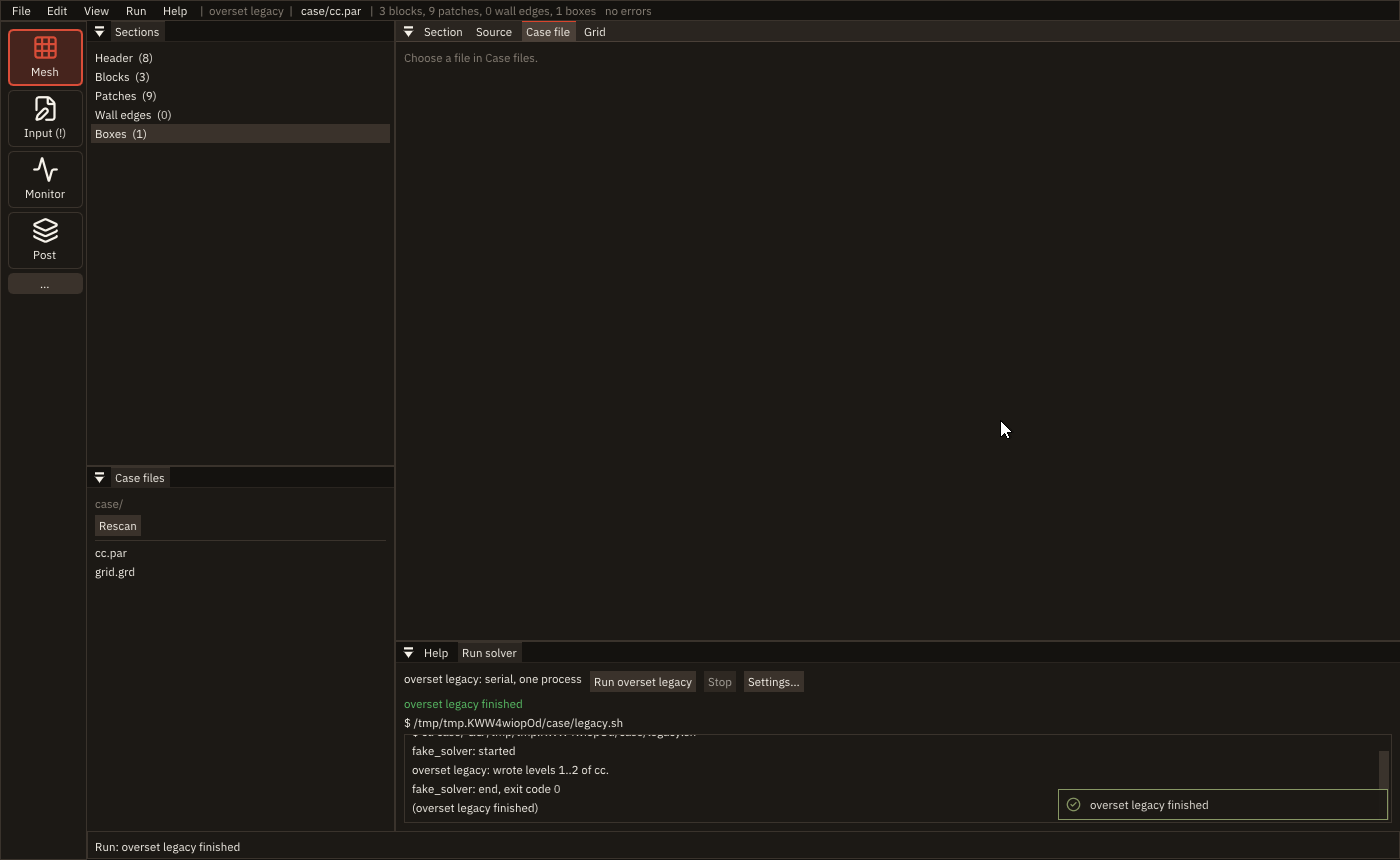 File Edit View Run Help | overset legacy | case/cc.par | 3 blocks, 9 patches, 0 wall edges, 1 boxes no errors
Mesh
Input (!)
Monitor
Post
...
Sections
Header (8)
Blocks (3)
Patches (9)
Wall edges (0)
Boxes (1)
Case files
case/
Rescan
cc.par
grid.grd
Section Source Case file Grid
Choose a file in Case files.
Help Run solver
overset legacy: serial, one process Run overset legacy Stop Settings...
overset legacy finished
$ /tmp/tmp.KWW4wiopOd/case/legacy.sh
fake_solver: started
overset legacy: wrote levels 1..2 of cc.
fake_solver: end, exit code 0
(overset legacy finished)
overset legacy finished
Run: overset legacy finished